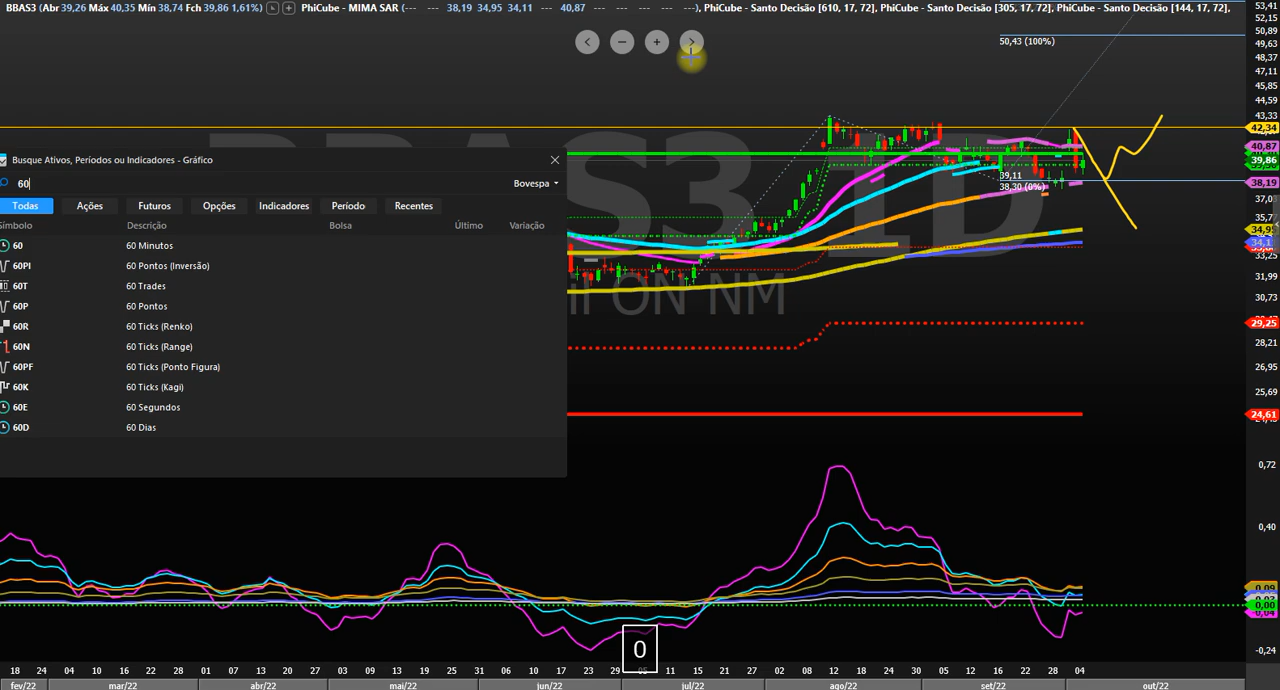 BBAS3 (Abr 39,26 Máx 40,35 Mín 38,74 Fch 39,86 1,61%) PhiCube - MIMA SAR (--- --- 38,19 34,95 34,11 --- 40,87 --- --- --- --- ---), PhiCube - Santo Decisão [610, 17, 72], PhiCube - Santo Decisão [305, 17, 72], PhiCube - Santo Decisão [144, 17, 72],
53,41
52,15
50,89
50,43 (100%)
49,63
48,37
47,11
45,85
44,59
43,33
42,34
40,87
39,86
39,11
38,30 (0%)
38,19
34,95
34,1
33,25
31,99
30,73
29,25
28,21
26,95
25,69
24,61
BBAS3 1D
ON NM
Busque Ativos, Períodos ou Indicadores - Gráfico
60
Bovespa
Todas Ações Futuros Opções Indicadores Período Recentes
Símbolo Descrição Bolsa Último Variação
60 60 Minutos
60PI 60 Pontos (Inversão)
60T 60 Trades
60P 60 Pontos
60R 60 Ticks (Renko)
60N 60 Ticks (Range)
60PF 60 Ticks (Ponto Figura)
60K 60 Ticks (Kagi)
60E 60 Segundos
60D 60 Dias
0,72
0,40
0,00
-0,24
0
18 24 04 10 16 22 28 01 07 13 20 27 03 09 13 19 25 31 06 10 17 23 29 05 11 15 21 27 02 08 12 18 24 30 05 12 16 22 28 04
fev/22 mar/22 abr/22 mai/22 jun/22 jul/22 ago/22 set/22 out/22